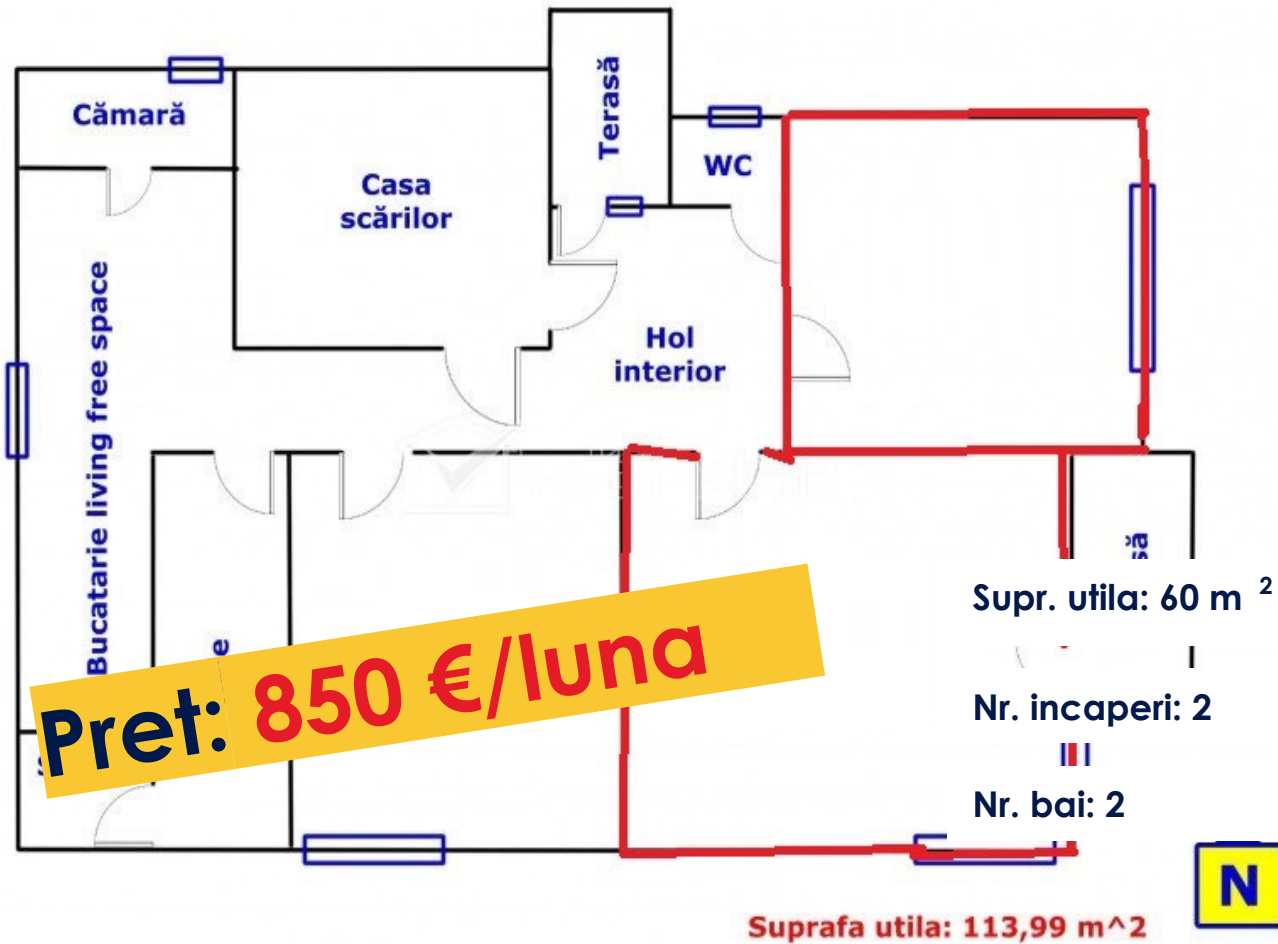 Cămară
Casa
scărilor
Terasă
WC
Hol
interior
Bucatarie living free space
Pret: 850 €/luna
Supr. utila: 60 m 2
Nr. incaperi: 2
Nr. bai: 2
N
Suprafa utila: 113,99 m^2